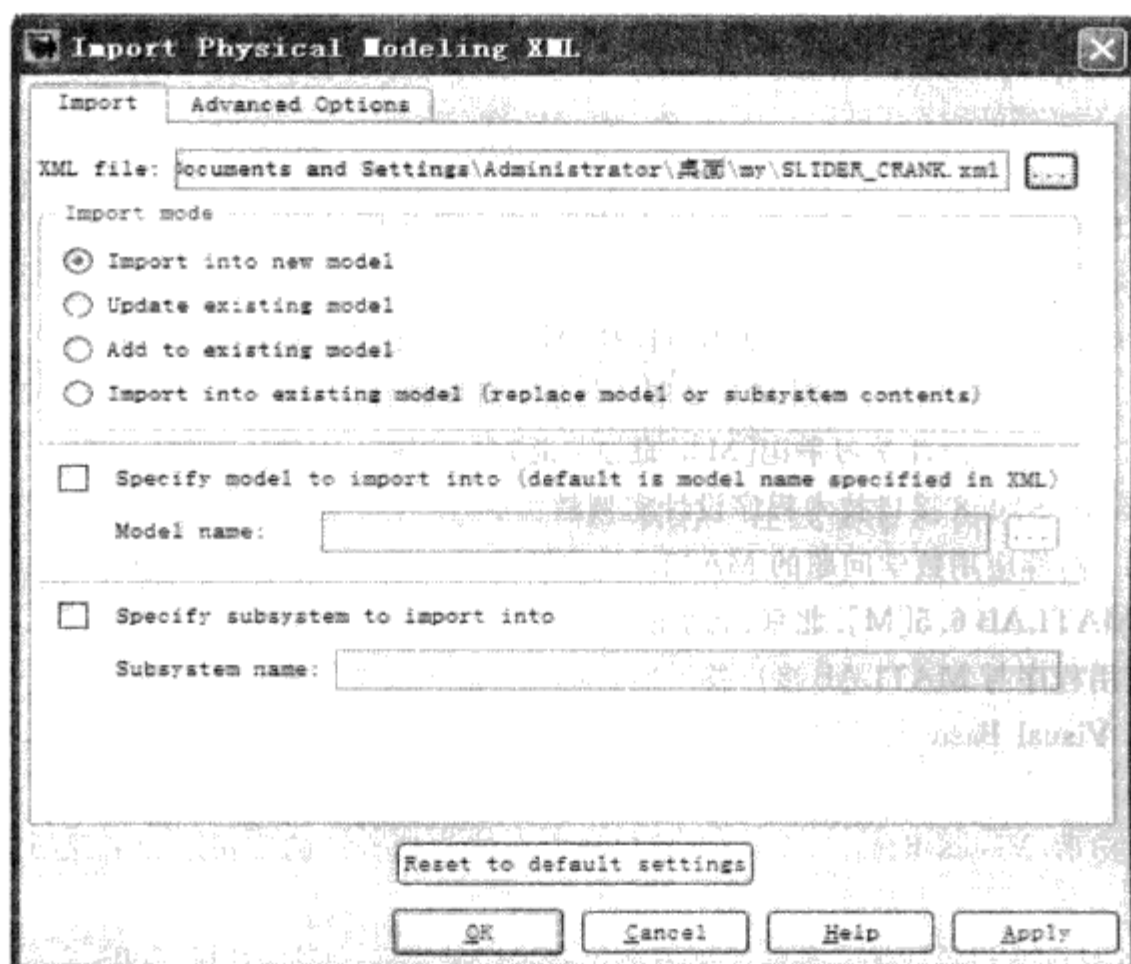 Import Physical Modeling XML
Import
Advanced Options
XML file: Documents and Settings\Administrator\桌面\my\SLIDER_CRANK.xml ...
Import mode
Import into new model
Update existing model
Add to existing model
Import into existing model (replace model or subsystem contents)
Specify model to import into (default is model name specified in XML)
Model name: ...
Specify subsystem to import into
Subsystem name:
Reset to default settings
OK Cancel Help Apply